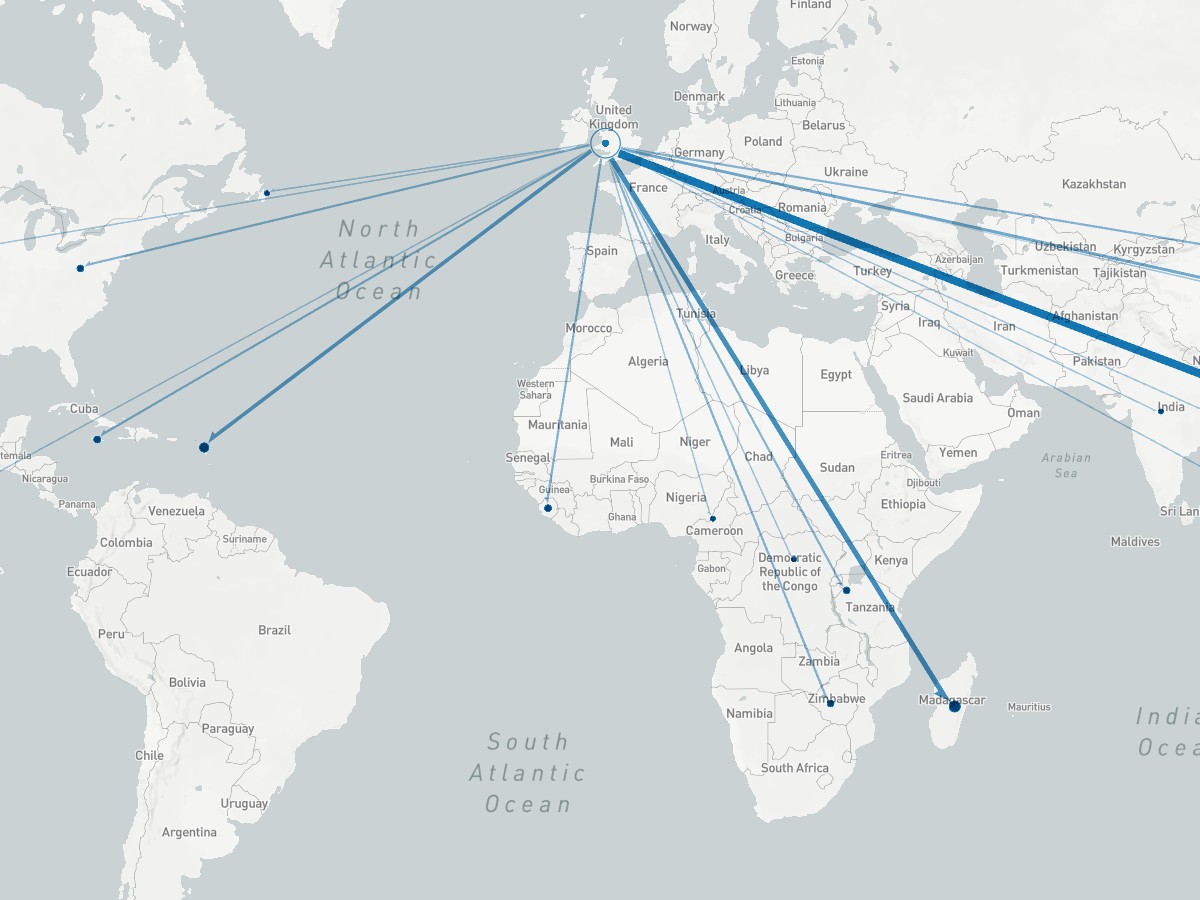 Finland
Norway
Estonia
Denmark
Lithuania
United
Kingdom
Belarus
Poland
Germany
Ukraine
Kazakhstan
France
Austria
Romania
Croatia
North
Atlantic
Ocean
Italy
Bulgaria
Spain
Uzbekistan
Kyrgyzstan
Azerbaijan
Turkmenistan
Tajikistan
Greece
Turkey
Syria
Tunisia
Afghanistan
Iraq
Iran
Morocco
Kuwait
Pakistan
N
Algeria
Libya
Egypt
Western
Sahara
Saudi Arabia
Cuba
India
Oman
Mauritania
Mali
Niger
Chad
Sudan
Yemen
Eritrea
Arabian
Sea
temala
Senegal
Nicaragua
Burkina Faso
Djibouti
Guinea
Nigeria
Ethiopia
Panama
Venezuela
Ghana
Sri Lan
Colombia
Suriname
Cameroon
Maldives
Ecuador
Gabon
Democratic
Republic of
the Congo
Kenya
Tanzania
Peru
Brazil
Angola
Zambia
Bolivia
Zimbabwe
Madagascar
Mauritius
Namibia
India
Ocea
Paraguay
South
Atlantic
Ocean
Chile
South Africa
Uruguay
Argentina